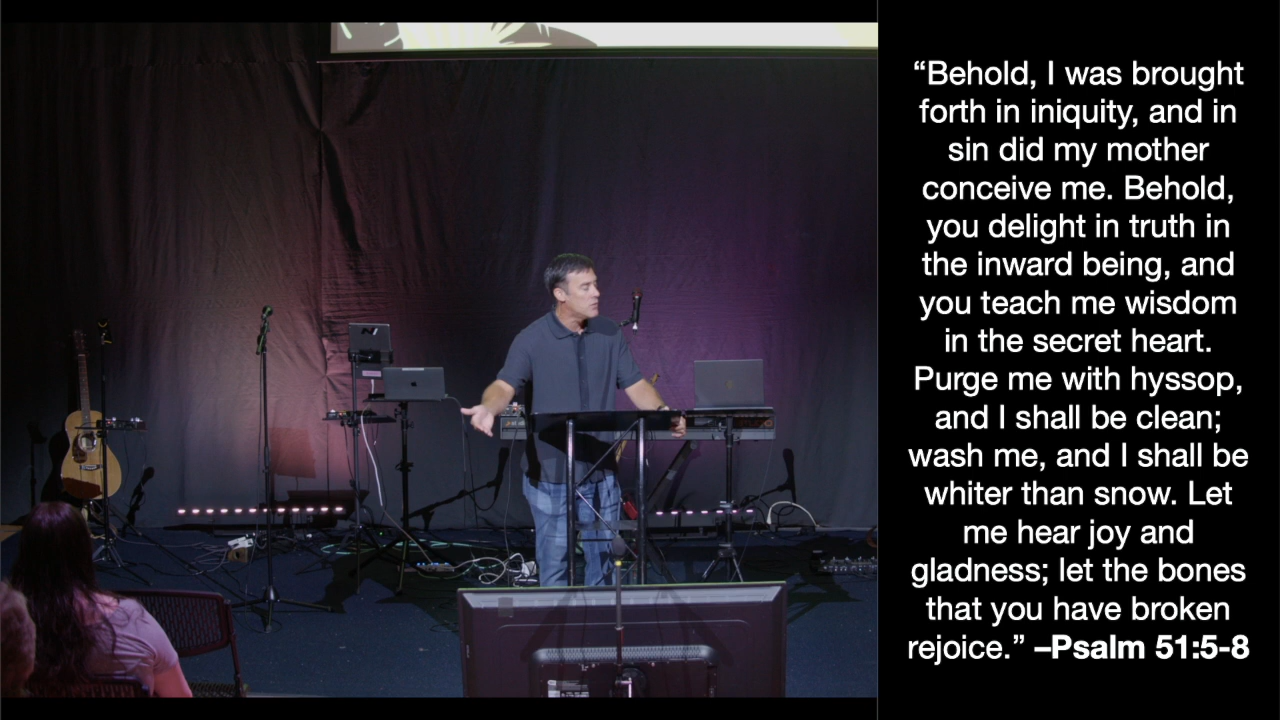 “Behold, I was brought
forth in iniquity, and in
sin did my mother
conceive me. Behold,
you delight in truth in
the inward being, and
you teach me wisdom
in the secret heart.
Purge me with hyssop,
and I shall be clean;
wash me, and I shall be
whiter than snow. Let
me hear joy and
gladness; let the bones
that you have broken
rejoice.” –Psalm 51:5-8